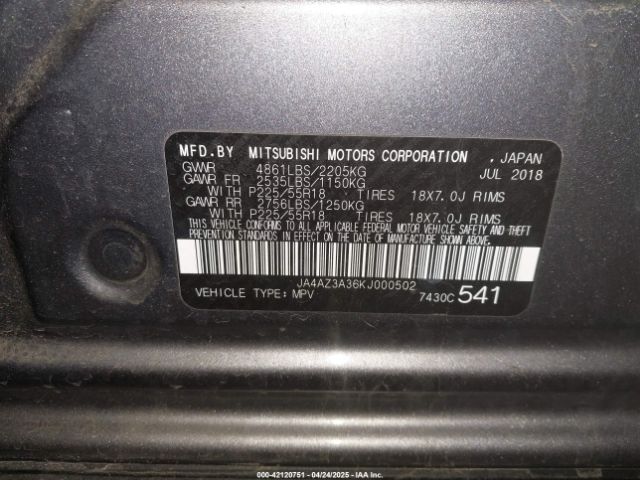 MFD.BY MITSUBISHI MOTORS CORPORATION , JAPAN
GVWR 4861LBS/2205KG JUL 2018
GAWR FR 2535LBS/1150KG
WITH P225/55R18 TIRES 18X7.0J RIMS
GAWR RR 2756LBS/1250KG
WITH P225/55R18 TIRES 18X7.0J RIMS
THIS VEHICLE CONFORMS TO ALL APPLICABLE FEDERAL MOTOR VEHICLE SAFETY AND THEFT
PREVENTION STANDARDS IN EFFECT ON THE DATE OF MANUFACTURE SHOWN ABOVE.
JA4AZ3A36KJ000502
VEHICLE TYPE: MPV 7430C 541
000-42120751 - 04/24/2025 - IAA Inc.